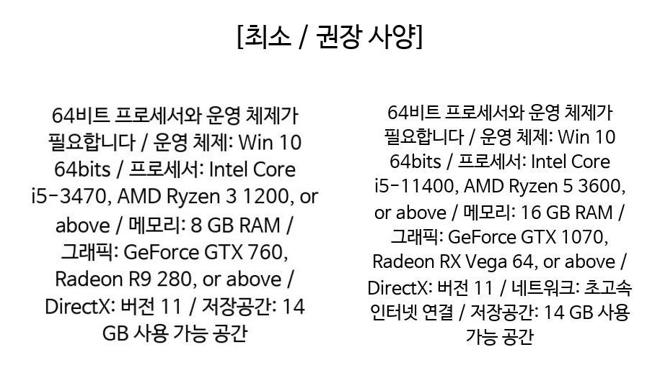 [최소 / 권장 사양]
64비트 프로세서와 운영 체제가
필요합니다 / 운영 체제: Win 10
64bits / 프로세서: Intel Core
i5-3470, AMD Ryzen 3 1200, or
above / 메모리: 8 GB RAM /
그래픽: GeForce GTX 760,
Radeon R9 280, or above /
DirectX: 버전 11 / 저장공간: 14
GB 사용 가능 공간
64비트 프로세서와 운영 체제가
필요합니다 / 운영 체제: Win 10
64bits / 프로세서: Intel Core
i5-11400, AMD Ryzen 5 3600,
or above / 메모리: 16 GB RAM /
그래픽: GeForce GTX 1070,
Radeon RX Vega 64, or above /
DirectX: 버전 11 / 네트워크: 초고속
인터넷 연결 / 저장공간: 14 GB 사용
가능 공간